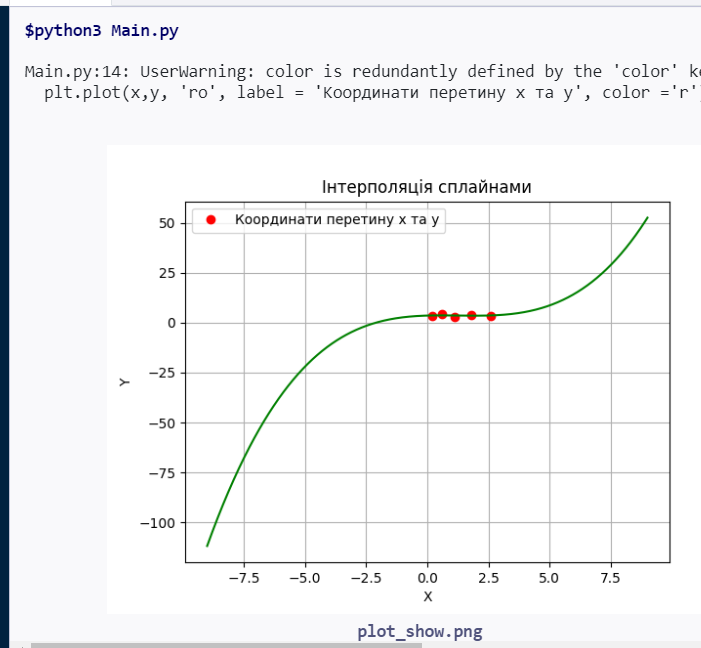 $python3 Main.py
Main.py:14: UserWarning: color is redundantly defined by the 'color' ke
plt.plot(x,y, 'ro', label = 'Координати перетину x та y', color ='r')
Інтерполяція сплайнами
Координати перетину x та y
50
25
0
−25
−50
−75
−100
Y
−7.5 −5.0 −2.5 0.0 2.5 5.0 7.5
X
plot_show.png